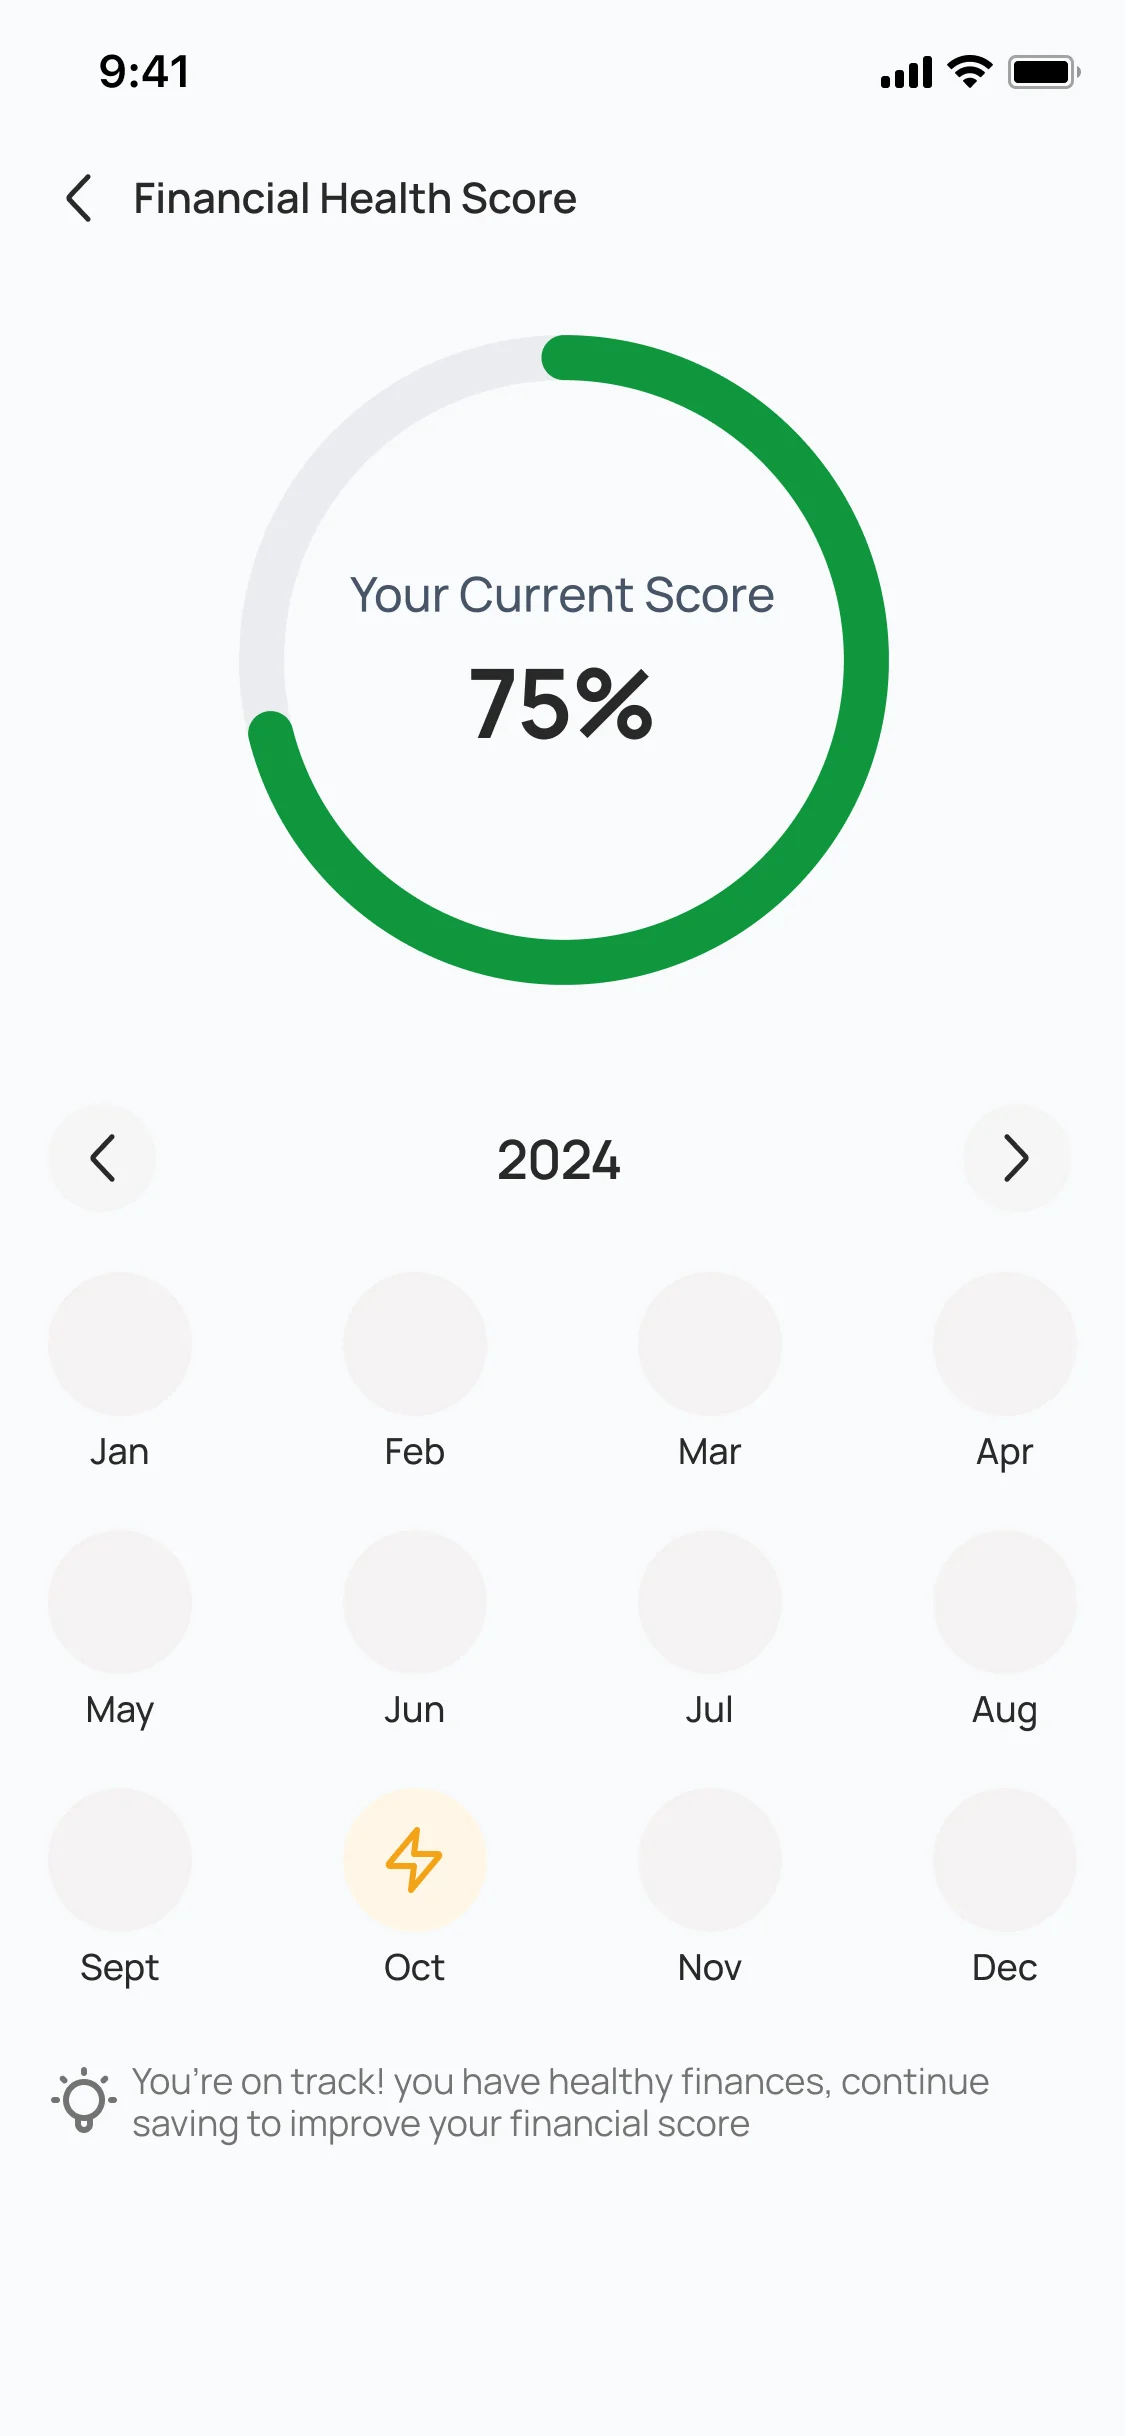 9:41
Financial Health Score
Your Current Score
75%
2024
Jan
Feb
Mar
Apr
May
Jun
Jul
Aug
Sept
Oct
Nov
Dec
You’re on track! you have healthy finances, continue
saving to improve your financial score